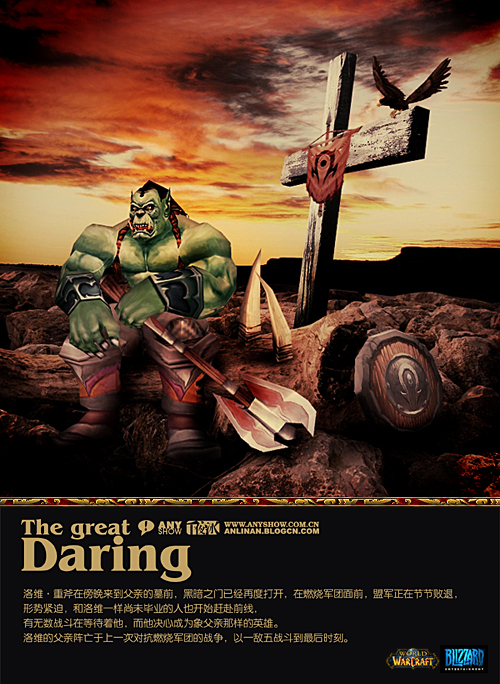 The great
Daring
ANY
SHOW
WWW.ANYSHOW.COM.CN
ANLINAN.BLOGCN.COM
洛维·重斧在傍晚来到父亲的墓前，黑暗之门已经再度打开，在燃烧军团面前，盟军正在节节败退，
形势紧迫，和洛维一样尚未毕业的人也开始赶赴前线，
有无数战斗在等待着他，而他决心成为象父亲那样的英雄。
洛维的父亲阵亡于上一次对抗燃烧军团的战争，以一敌五战斗到最后时刻。
WORLD
OF
WARCRAFT
BLIZZARD
ENTERTAINMENT